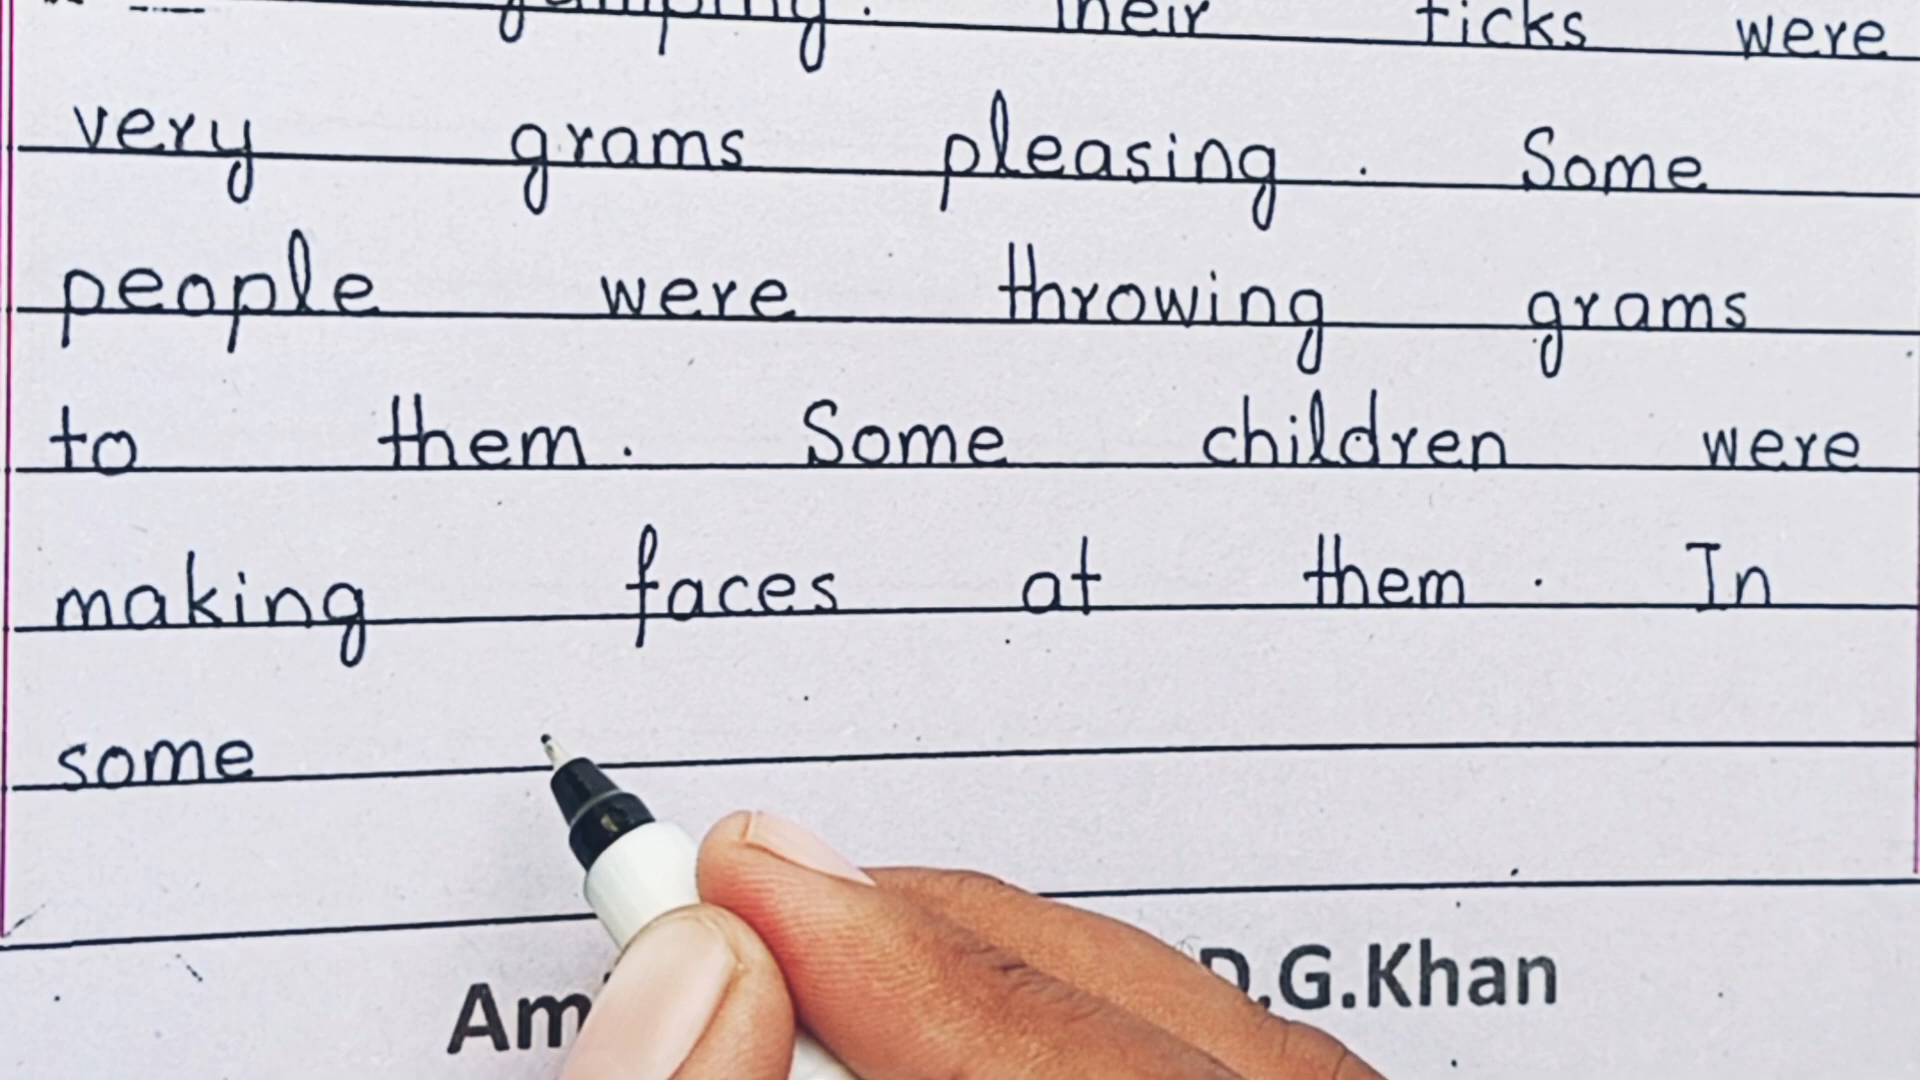 jumping. Their ticks were
very grams pleasing. Some
people were throwing grams
to them. Some children were
making faces at them. In
some
D.G.Khan